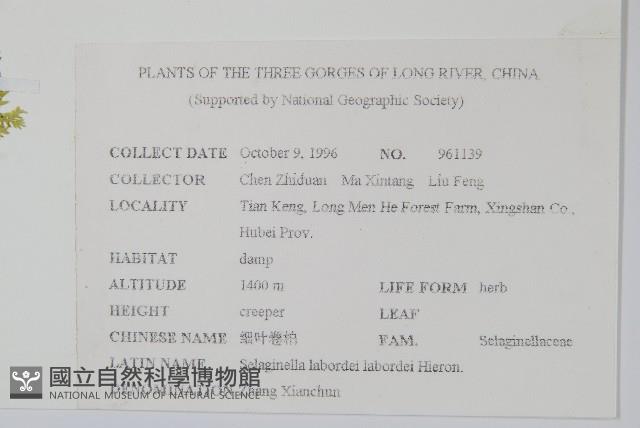 PLANTS OF THE THREE GORGES OF LONG RIVER, CHINA
(Supported by National Geographic Society)
COLLECT DATE October 9, 1996 NO. 961139
COLLECTOR Chen Zhiduan Ma Xintang Liu Feng
LOCALITY Tian Keng, Long Men He Forest Farm, Xingshan Co.,
Hubei Prov.
HABITAT damp
ALTITUDE 1400 m LIFE FORM herb
HEIGHT creeper LEAF
CHINESE NAME 细叶卷柏 FAM. Selaginellaceae
LATIN NAME Selaginella labordei labordei Hieron.
DENOMINATION Zhang Xianchun
國立自然科學博物館
NATIONAL MUSEUM OF NATURAL SCIENCE